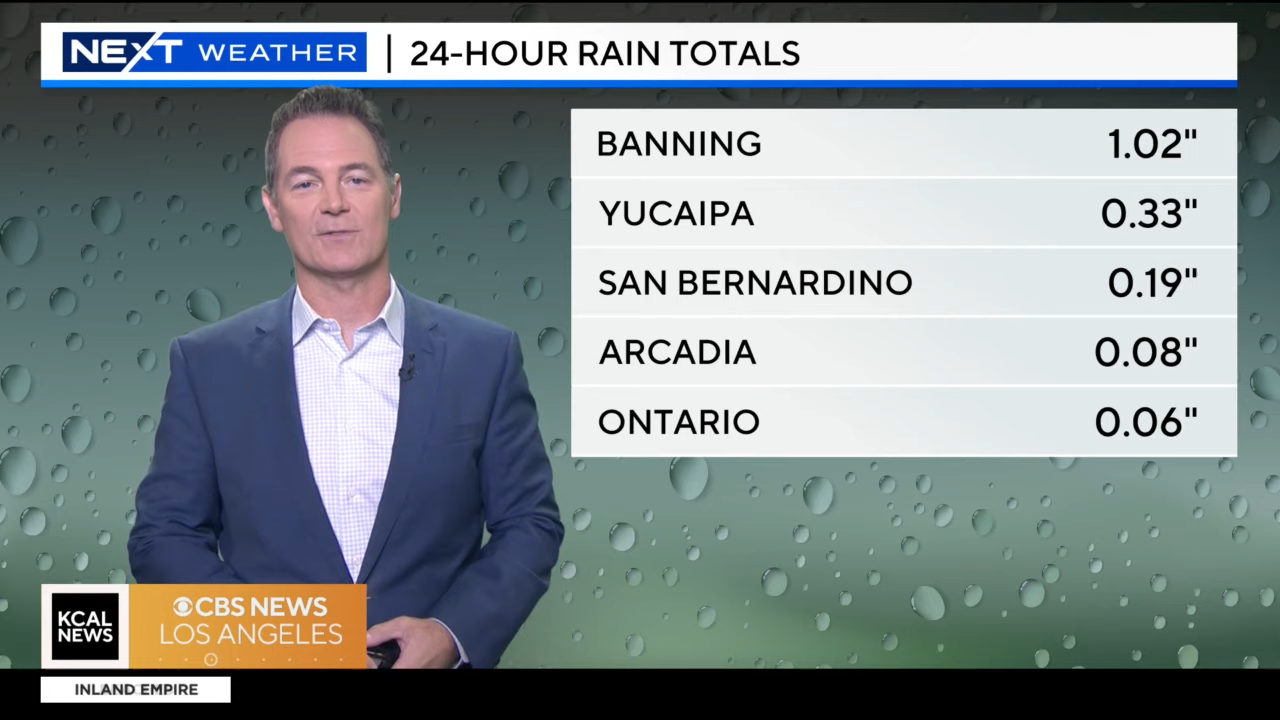 NEXT WEATHER | 24-HOUR RAIN TOTALS
BANNING 1.02"
YUCAIPA 0.33"
SAN BERNARDINO 0.19"
ARCADIA 0.08"
ONTARIO 0.06"
KCAL NEWS
CBS NEWS
LOS ANGELES
INLAND EMPIRE